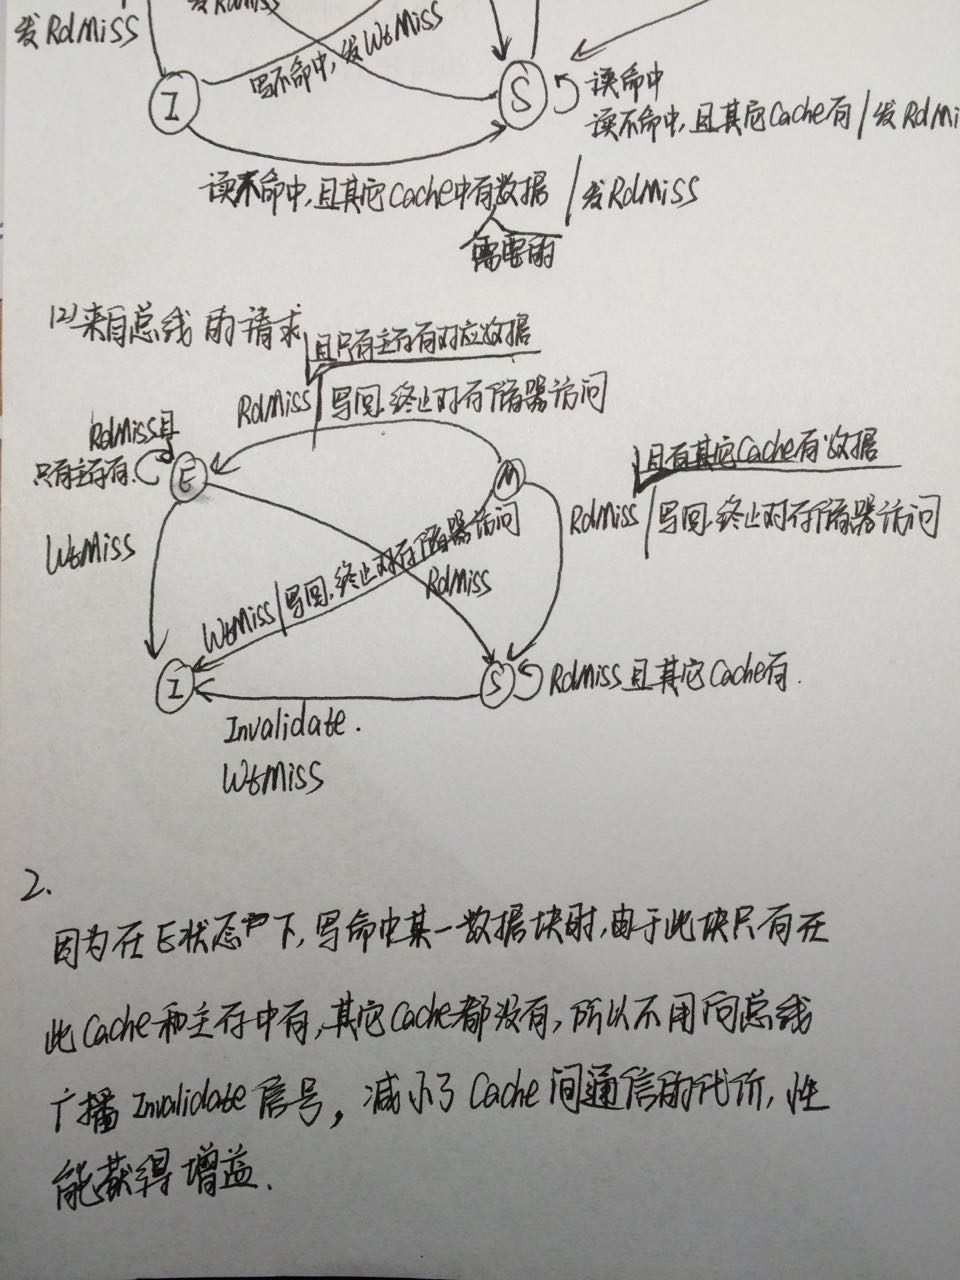 发RdMiss
发RdMiss
写不命中,发WtMiss
I
S
读命中
读不命中,且其它Cache有/发RdMi
读不命中,且其它Cache中有数据/发RdMiss
需要的
(2)来自总线的请求
且只有主存有对应数据
RdMiss/写回,终止对存储器访问
RdMiss且
只有主存有.
E
M
且有其它Cache有数据
RdMiss/写回,终止对存储器访问
WtMiss
WtMiss/写回,终止对存储器访问
RdMiss
I
S
RdMiss且其它Cache有.
Invalidate.
WtMiss
2.
因为在E状态下,写命中某一数据块时,由于此块只有在
此Cache和主存中有,其它Cache都没有,所以不用向总线
广播Invalidate信号,减小了Cache间通信的代价,性
能获得增益.